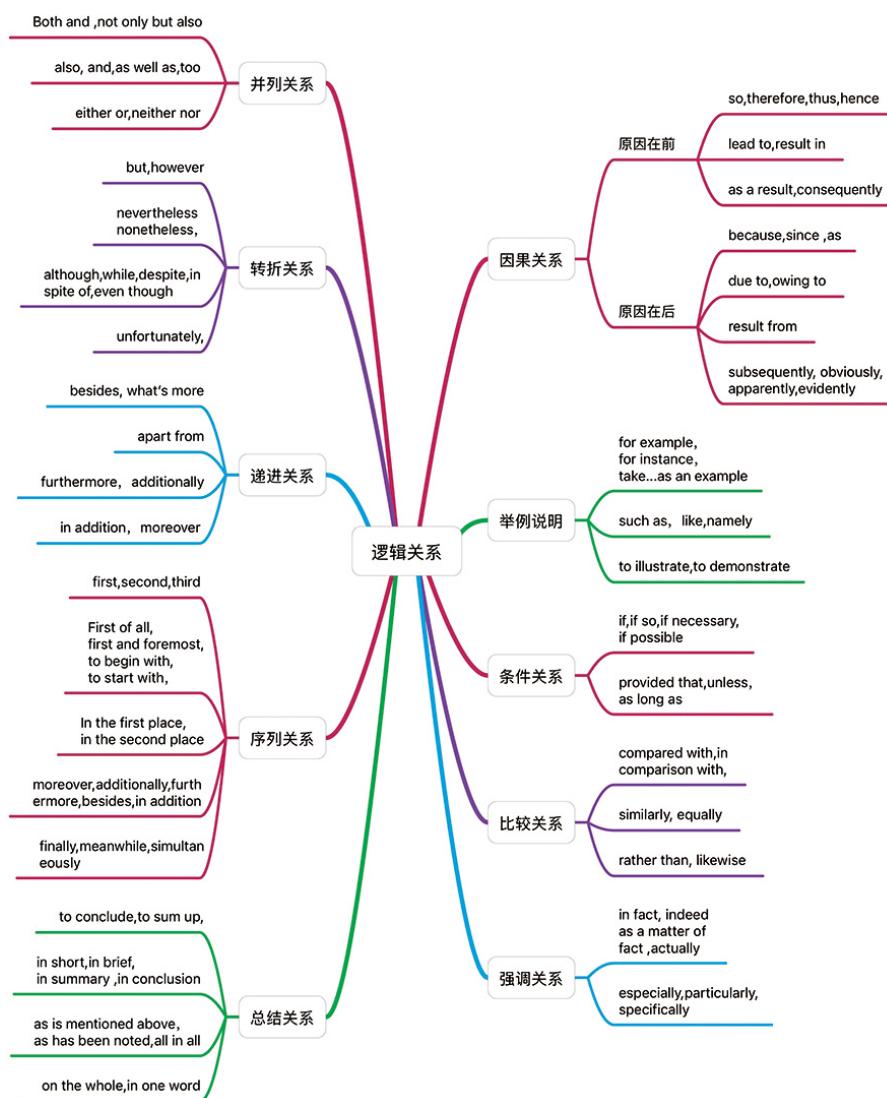 逻辑关系
并列关系
Both and ,not only but also
also, and,as well as,too
either or,neither nor
转折关系
but,however
nevertheless
nonetheless,
although,while,despite,in
spite of,even though
unfortunately,
递进关系
besides, what's more
apart from
furthermore, additionally
in addition, moreover
序列关系
first,second,third
First of all,
first and foremost,
to begin with,
to start with,
In the first place,
in the second place
moreover,additionally,furth
ermore,besides,in addition
finally,meanwhile,simultan
eously
总结关系
to conclude,to sum up,
in short,in brief,
in summary ,in conclusion
as is mentioned above,
as has been noted,all in all
on the whole,in one word
因果关系
原因在前
so,therefore,thus,hence
lead to,result in
as a result,consequently
原因在后
because,since ,as
due to,owing to
result from
subsequently, obviously,
apparently,evidently
举例说明
for example,
for instance,
take...as an example
such as, like,namely
to illustrate,to demonstrate
条件关系
if,if so,if necessary,
if possible
provided that,unless,
as long as
比较关系
compared with,in
comparison with,
similarly, equally
rather than, likewise
强调关系
in fact, indeed
as a matter of
fact ,actually
especially,particularly,
specifically